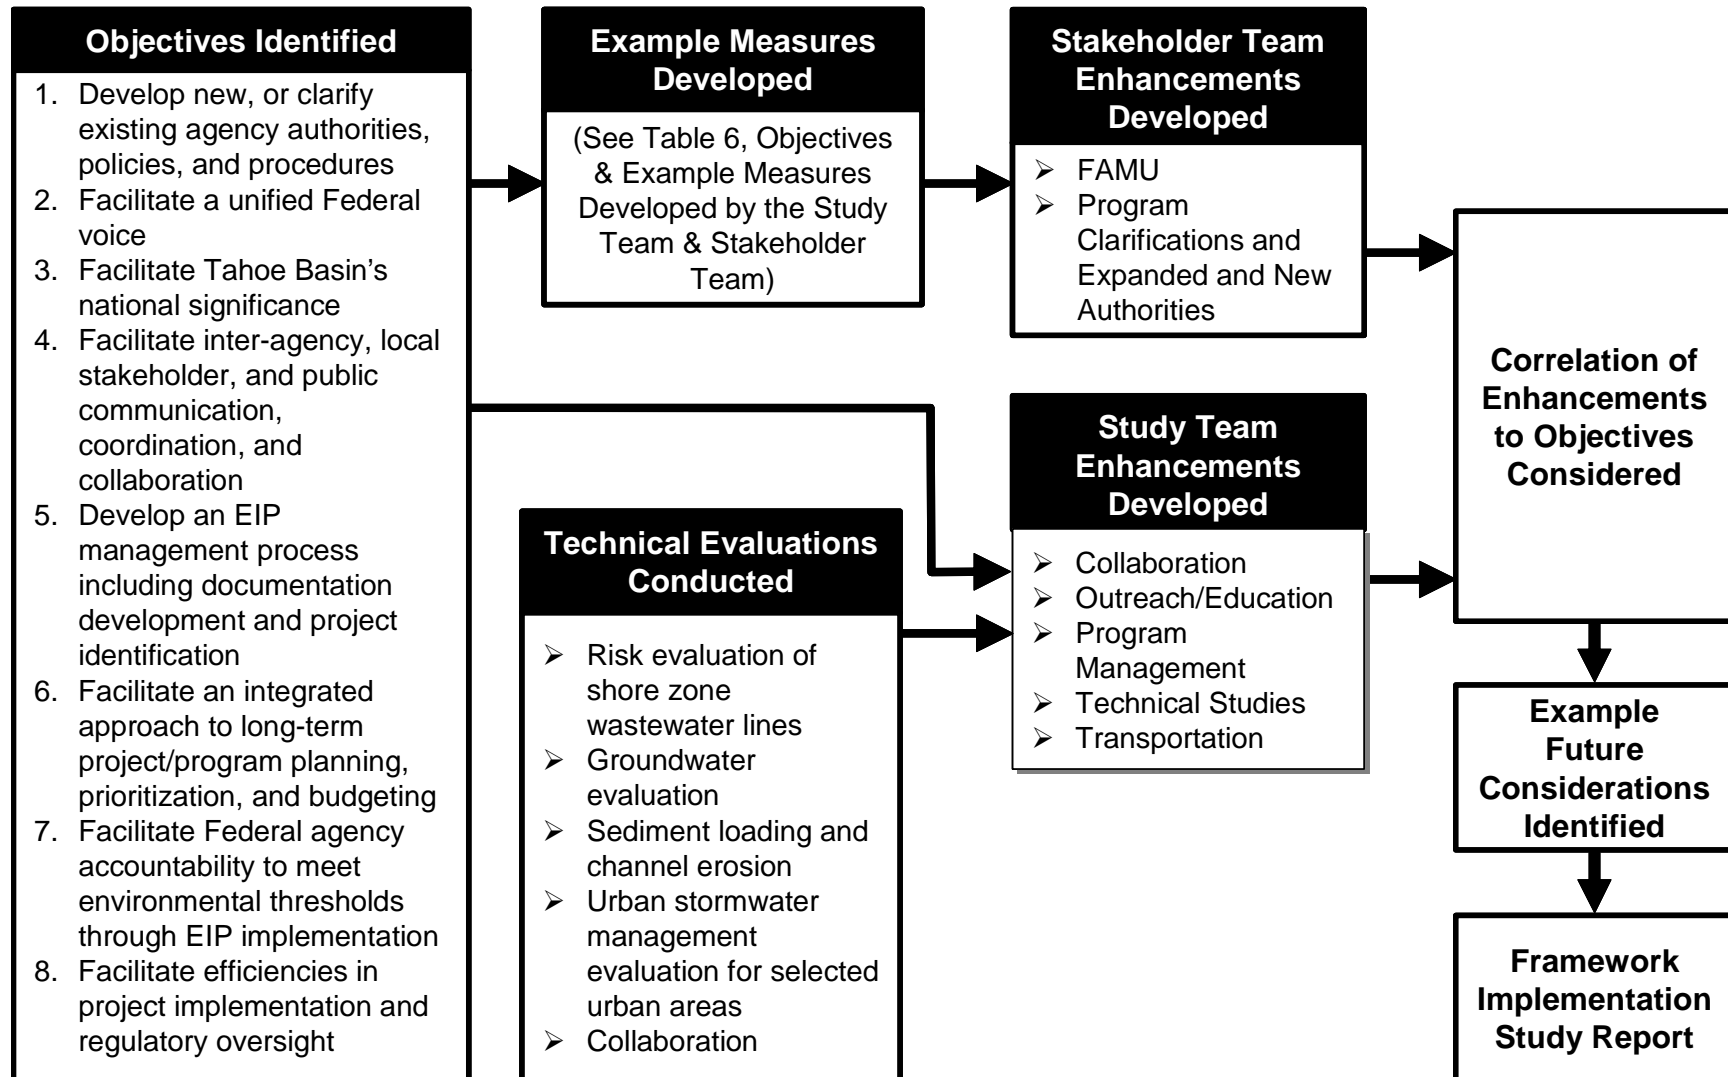 Objectives Identified
1. Develop new, or clarify
existing agency authorities,
policies, and procedures
2. Facilitate a unified Federal
voice
3. Facilitate Tahoe Basin's
national significance
4. Facilitate inter-agency, local
stakeholder, and public
communication,
coordination, and
collaboration
5. Develop an EIP
management process
including documentation
development and project
identification
6. Facilitate an integrated
approach to long-term
project/program planning,
prioritization, and budgeting
7. Facilitate Federal agency
accountability to meet
environmental thresholds
through EIP implementation
8. Facilitate efficiencies in
project implementation and
regulatory oversight
Example Measures
Developed
(See Table 6, Objectives
& Example Measures
Developed by the Study
Team & Stakeholder
Team)
Stakeholder Team
Enhancements
Developed
➢ FAMU
➢ Program
Clarifications and
Expanded and New
Authorities
Technical Evaluations
Conducted
➢ Risk evaluation of
shore zone
wastewater lines
➢ Groundwater
evaluation
➢ Sediment loading and
channel erosion
➢ Urban stormwater
management
evaluation for selected
urban areas
➢ Collaboration
Study Team
Enhancements
Developed
➢ Collaboration
➢ Outreach/Education
➢ Program
Management
➢ Technical Studies
➢ Transportation
Correlation of
Enhancements
to Objectives
Considered
Example
Future
Considerations
Identified
Framework
Implementation
Study Report